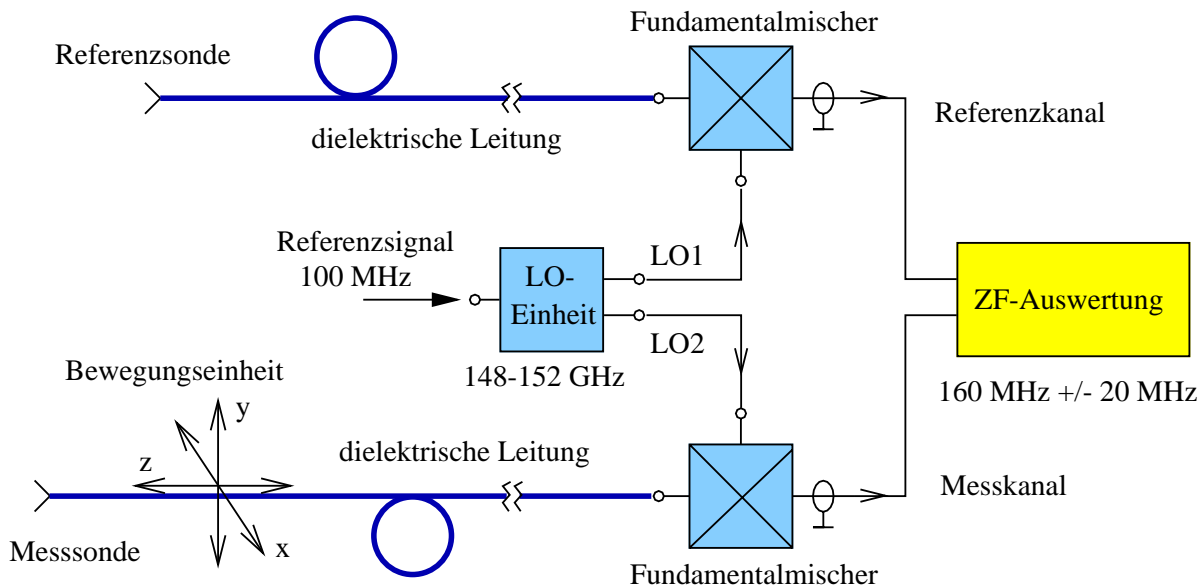 Fundamentalmischer
Referenzsonde
dielektrische Leitung
Referenzkanal
Referenzsignal
100 MHz
LO-
Einheit
LO1
LO2
148-152 GHz
ZF-Auswertung
160 MHz +/- 20 MHz
Bewegungseinheit
y
z
x
dielektrische Leitung
Messkanal
Messsonde
Fundamentalmischer